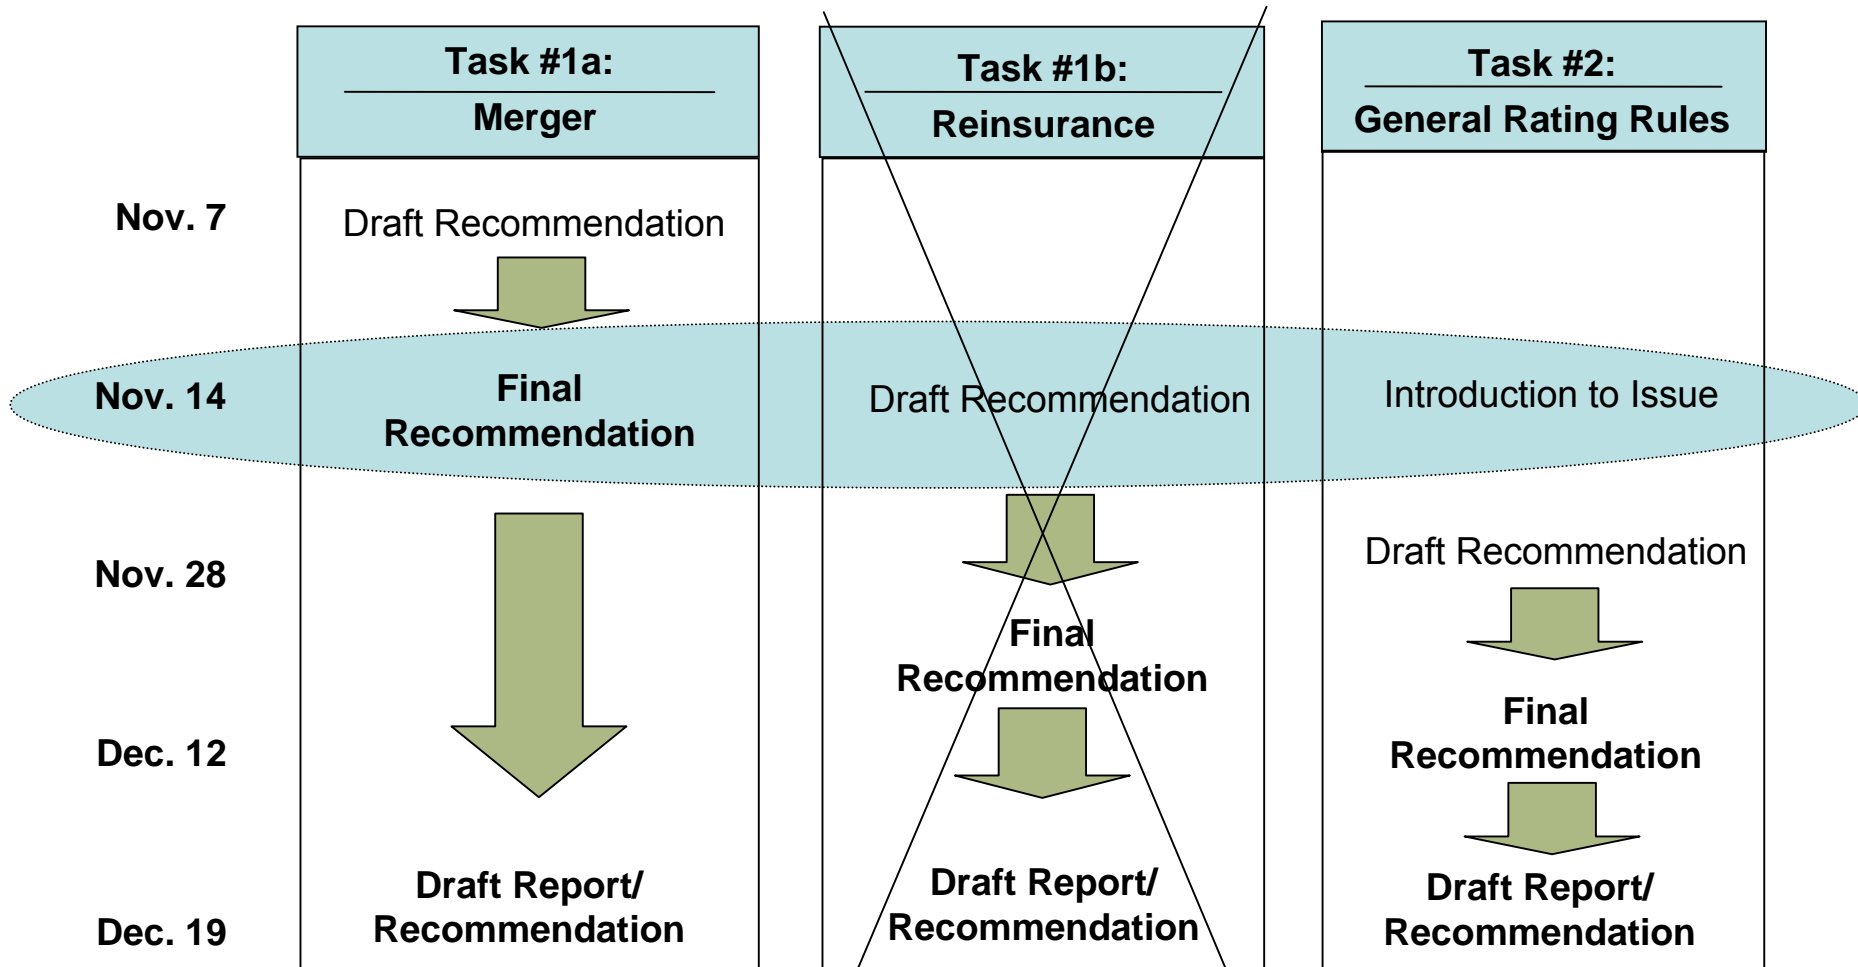 Task #1a:
Merger
Task #1b:
Reinsurance
Task #2:
General Rating Rules
Nov. 7
Draft Recommendation
Nov. 14
Final
Recommendation
Draft Recommendation
Introduction to Issue
Nov. 28
Draft Recommendation
Final
Recommendation
Dec. 12
Final
Recommendation
Dec. 19
Draft Report/
Recommendation
Draft Report/
Recommendation
Draft Report/
Recommendation